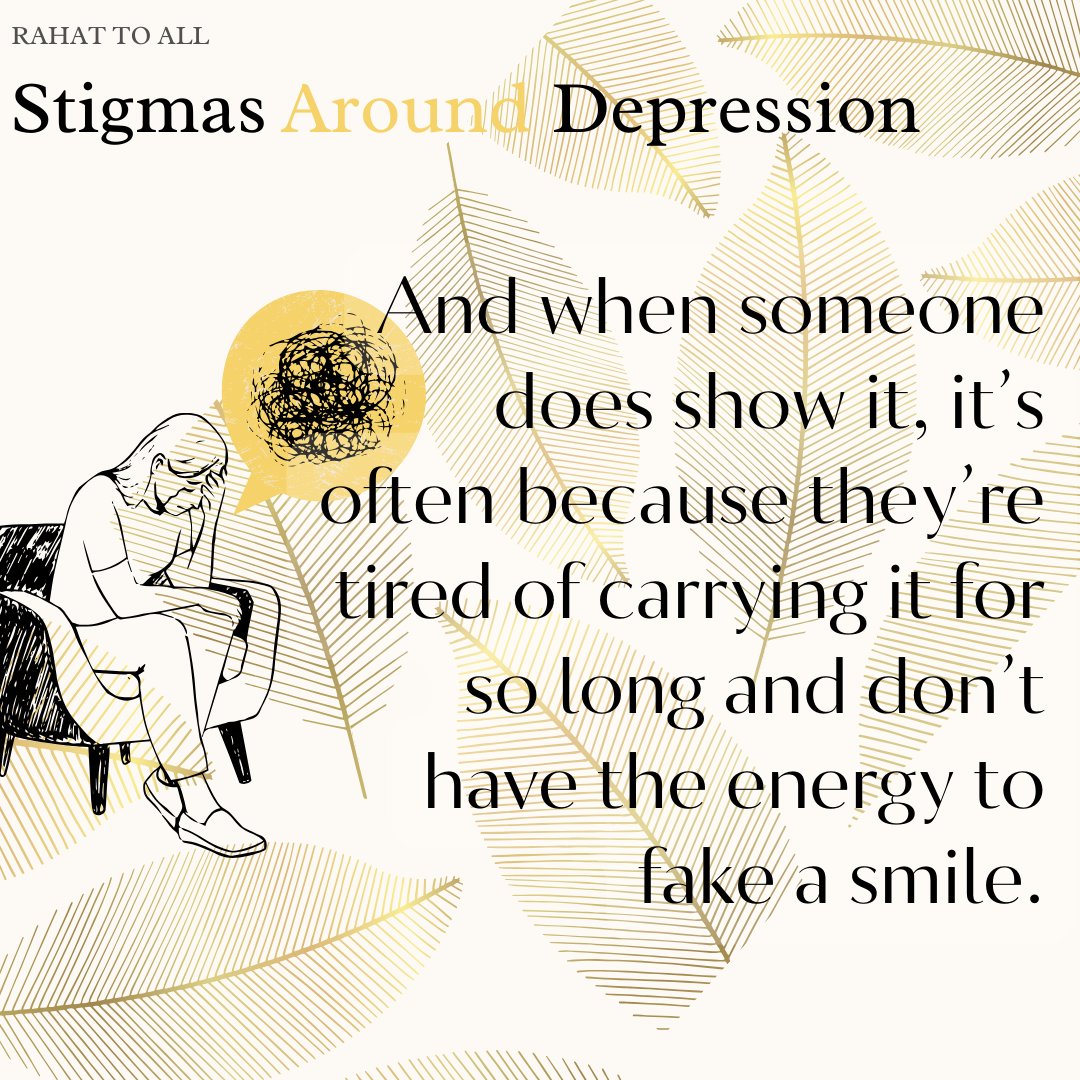 RAHAT TO ALL
Stigmas Around Depression
And when someone
does show it, it’s
often because they’re
tired of carrying it for
so long and don’t
have the energy to
fake a smile.